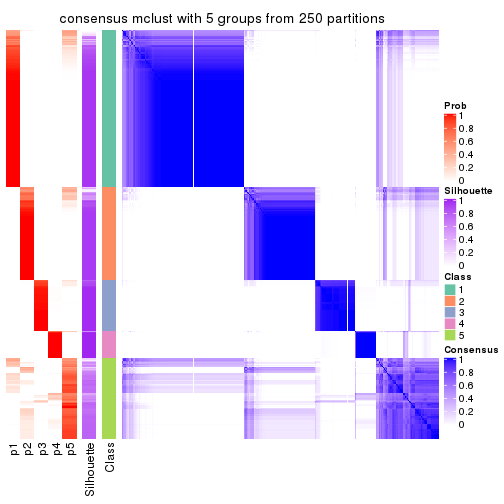 consensus mclust with 5 groups from 250 partitions
Prob
1
0.8
0.6
0.4
0.2
0
Silhouette
1
0.8
0.6
0.4
0.2
0
Class
1
2
3
4
5
Consensus
1
0.8
0.6
0.4
0.2
0
p1
p2
p3
p4
p5
Silhouette
Class